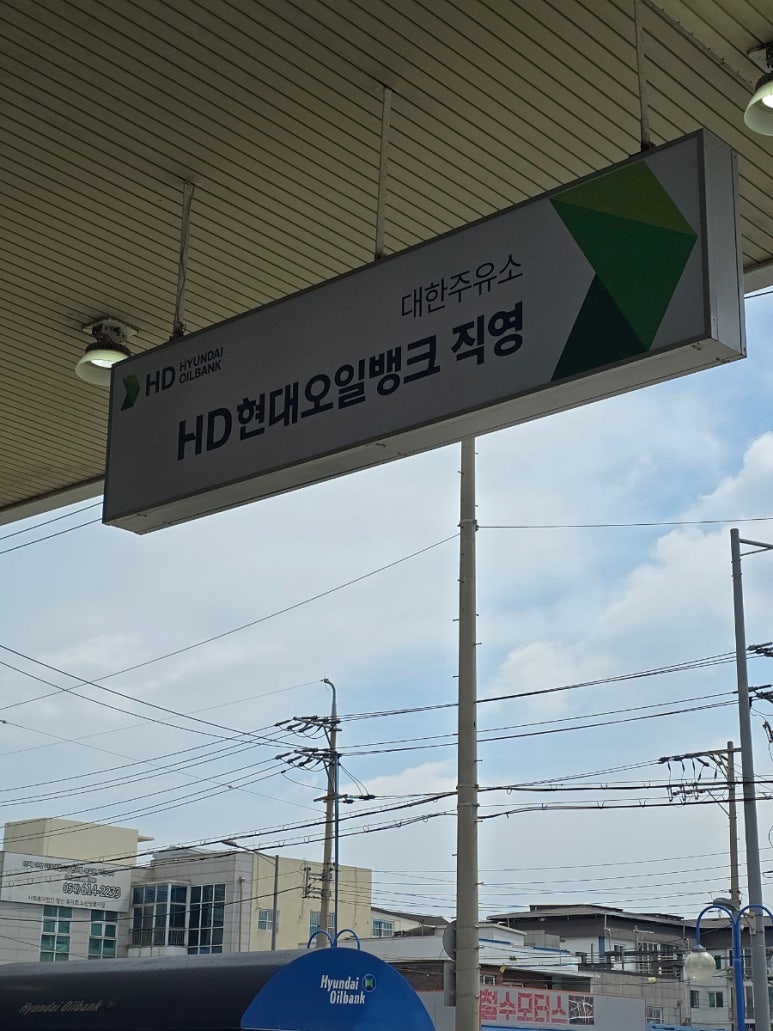 HD HYUNDAI
OILBANK
대한주유소
HD현대오일뱅크 직영
054) 614-2233
Hyundai Oilbank
Hyundai
Oilbank